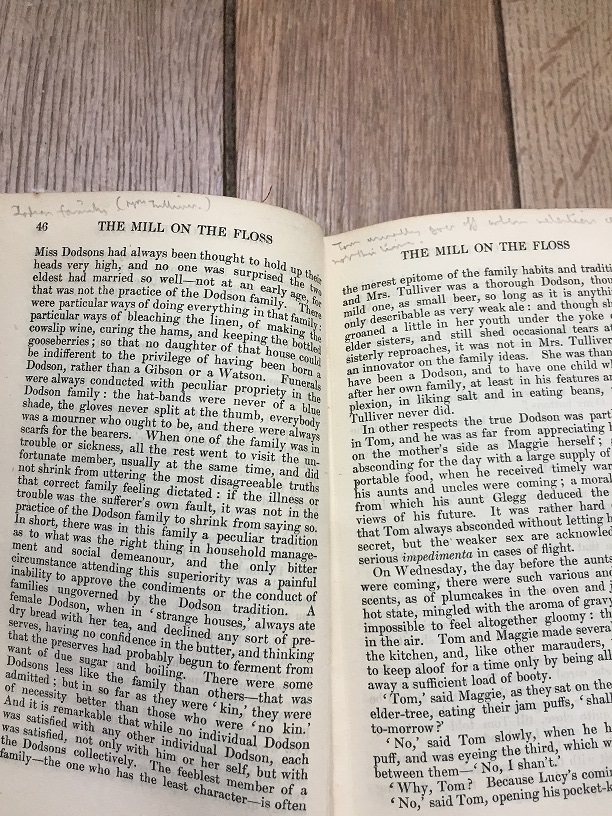 Dodson family (Mrs Tulliver.)
46 THE MILL ON THE FLOSS
Miss Dodsons had always been thought to hold up their
heads very high, and no one was surprised the two
eldest had married so well—not at an early age, for
that was not the practice of the Dodson family. There
were particular ways of doing everything in that family:
particular ways of bleaching the linen, of making the
cowslip wine, curing the hams, and keeping the bottled
gooseberries; so that no daughter of that house could
be indifferent to the privilege of having been born a
Dodson, rather than a Gibson or a Watson. Funerals
were always conducted with peculiar propriety in the
Dodson family: the hat-bands were never of a blue
shade, the gloves never split at the thumb, everybody
was a mourner who ought to be, and there were always
scarfs for the bearers. When one of the family was in
trouble or sickness, all the rest went to visit the un-
fortunate member, usually at the same time, and did
not shrink from uttering the most disagreeable truths
that correct family feeling dictated: if the illness or
trouble was the sufferer's own fault, it was not in the
practice of the Dodson family to shrink from saying so.
In short, there was in this family a peculiar tradition
as to what was the right thing in household manage-
ment and social demeanour, and the only bitter
circumstance attending this superiority was a painful
inability to approve the condiments or the conduct of
families ungoverned by the Dodson tradition. A
female Dodson, when in 'strange houses,' always ate
dry bread with her tea, and declined any sort of pre-
serves, having no confidence in the butter, and thinking
that the preserves had probably begun to ferment from
want of due sugar and boiling. There were some
Dodsons less like the family than others—that was
admitted; but in so far as they were 'kin,' they were
of necessity better than those who were 'no kin.'
And it is remarkable that while no individual Dodson
was satisfied with any other individual Dodson, each
was satisfied, not only with him or her self, but with
the Dodsons collectively. The feeblest member of a
family—the one who has the least character—is often
Tom usually goes off when relations
THE MILL ON THE FLOSS
the merest epitome of the family habits and traditi
and Mrs. Tulliver was a thorough Dodson, thou
mild one, as small beer, so long as it is anythin
only describable as very weak ale: and though sh
groaned a little in her youth under the yoke o
elder sisters, and still shed occasional tears a
sisterly reproaches, it was not in Mrs. Tulliver
an innovator on the family ideas. She was than
have been a Dodson, and to have one child wh
after her own family, at least in his features an
plexion, in liking salt and in eating beans,
Tulliver never did.
In other respects the true Dodson was part
in Tom, and he was as far from appreciating h
on the mother's side as Maggie herself;
absconding for the day with a large supply of
portable food, when he received timely war
his aunts and uncles were coming; a moral
from which his aunt Glegg deduced the
views of his future. It was rather hard
that Tom always absconded without letting h
secret, but the weaker sex are acknowled
serious impedimenta in cases of flight.
On Wednesday, the day before the aunts
were coming, there were such various and
scents, as of plumcakes in the oven and j
hot state, mingled with the aroma of gravy
impossible to feel altogether gloomy: th
in the air. Tom and Maggie made several
the kitchen, and, like other marauders,
to keep aloof for a time only by being all
away a sufficient load of booty.
'Tom,' said Maggie, as they sat on the
elder-tree, eating their jam puffs, 'shall
to-morrow?'
'No,' said Tom slowly, when he h
puff, and was eyeing the third, which w
between them—'No, I shan't.'
'Why, Tom? Because Lucy's comin
'No,' said Tom, opening his pocket-k